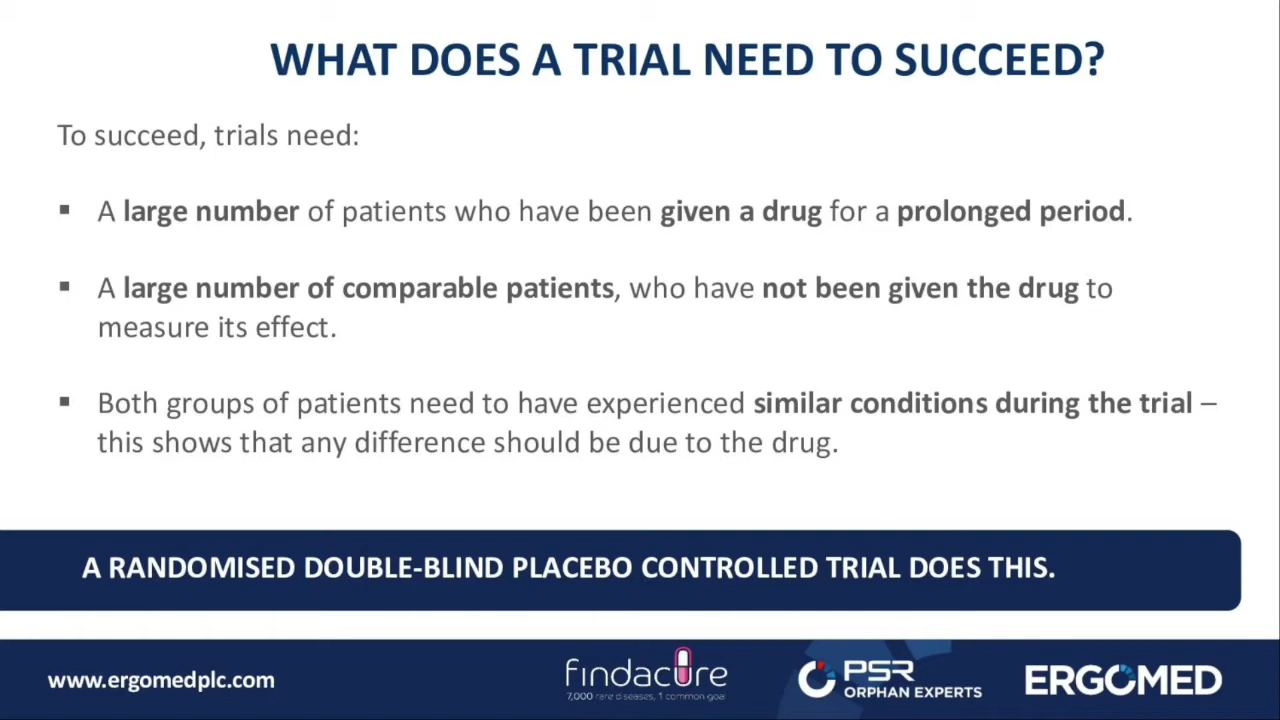 WHAT DOES A TRIAL NEED TO SUCCEED?
To succeed, trials need:
▪ A large number of patients who have been given a drug for a prolonged period.
▪ A large number of comparable patients, who have not been given the drug to
measure its effect.
▪ Both groups of patients need to have experienced similar conditions during the trial –
this shows that any difference should be due to the drug.
A RANDOMISED DOUBLE-BLIND PLACEBO CONTROLLED TRIAL DOES THIS.
www.ergomedplc.com
findacure
7,000 rare diseases, 1 common goal
PSR
ORPHAN EXPERTS
ERGOMED